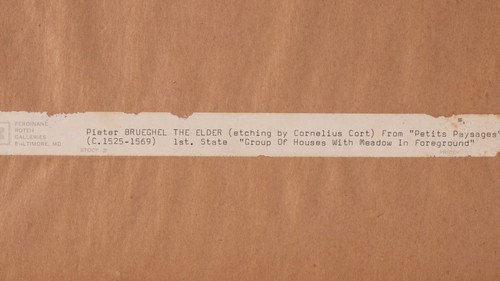 FERDINAND
ROTEN
GALLERIES
BALTIMORE, MD.
Pieter BRUEGHEL THE ELDER (etching by Cornelius Cort) From "Petits Paysages"
(C.1525-1569) 1st. State "Group Of Houses With Meadow In Foreground"